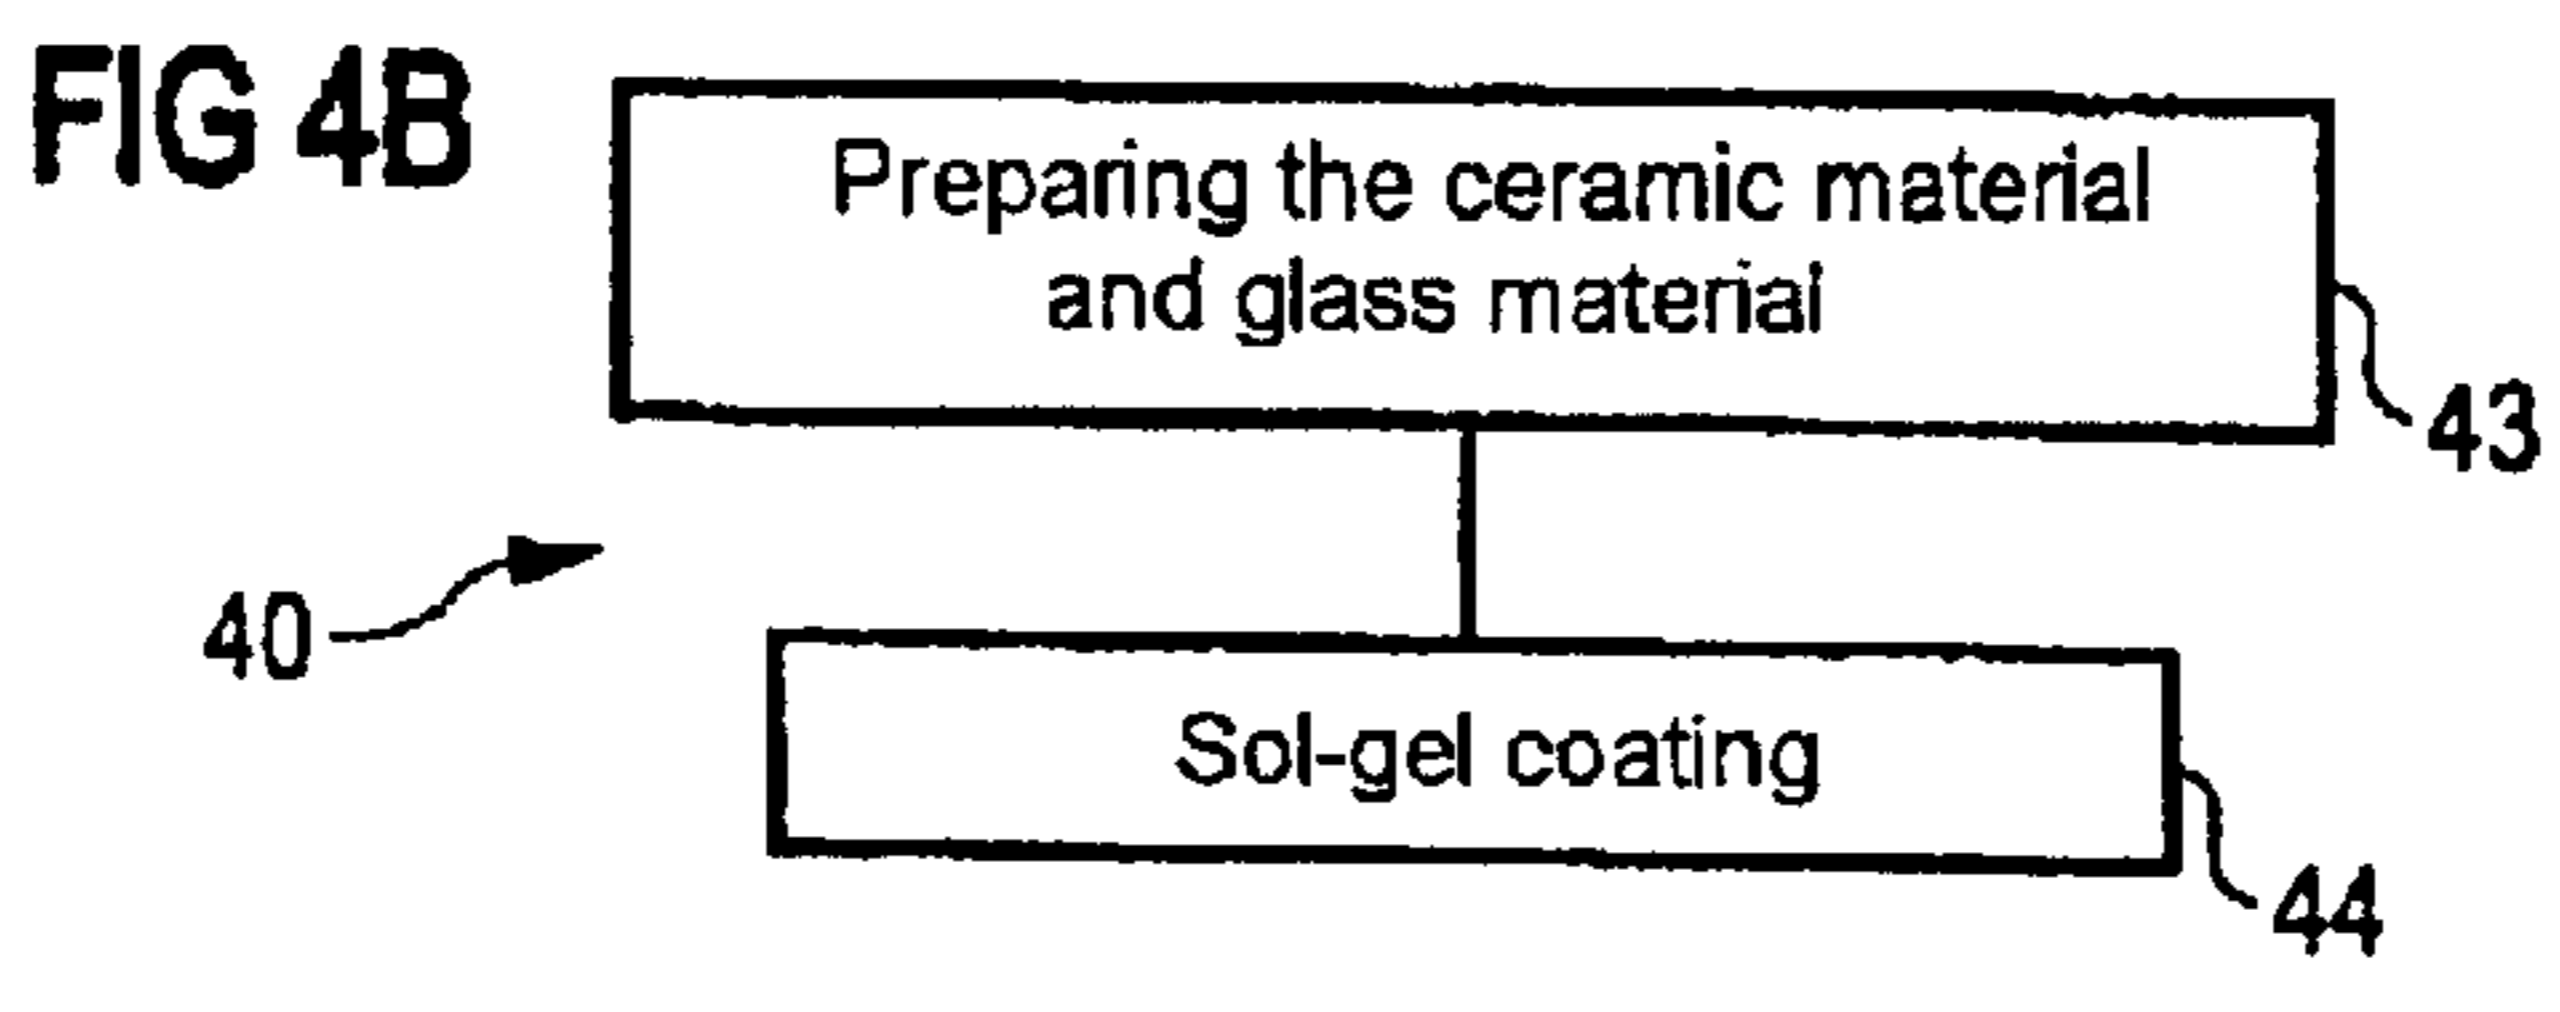 FIG 4B
Preparing the ceramic material
and glass material
43
40
Sol-gel coating
44